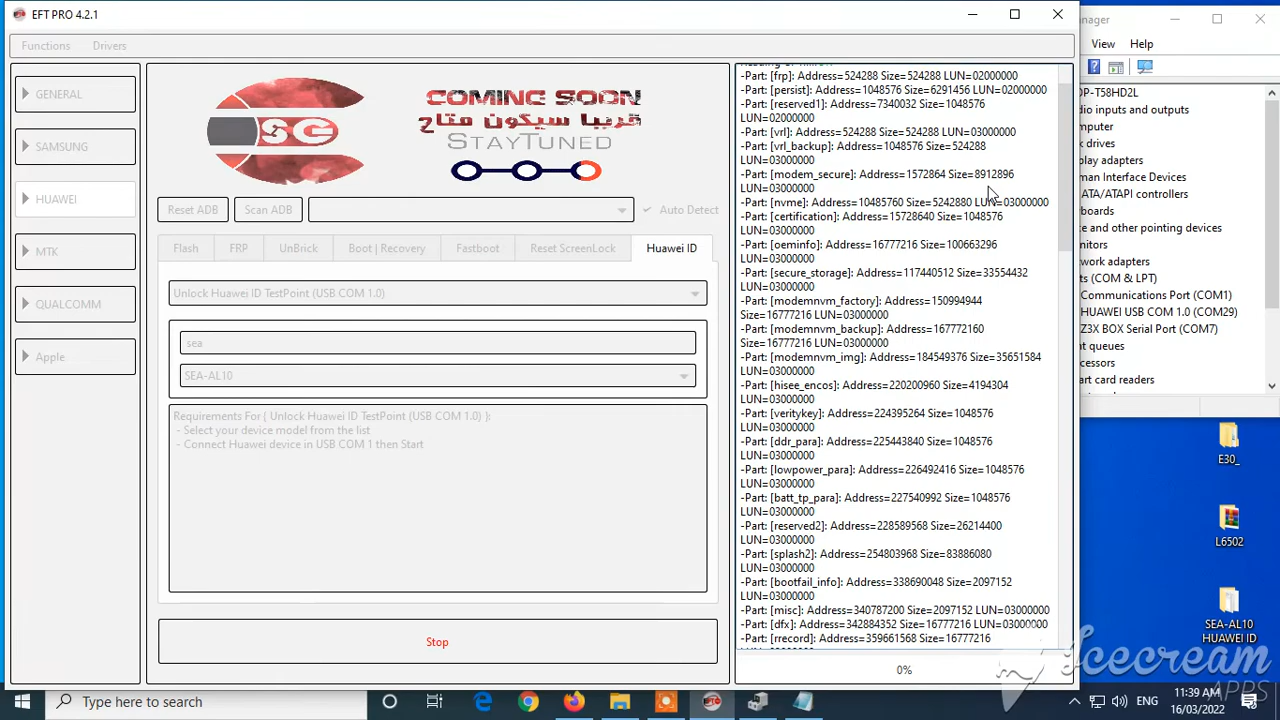 EFT PRO 4.2.1
Functions
Drivers
GENERAL
SAMSUNG
HUAWEI
MTK
QUALCOMM
Apple
SG
COMING SOON
قريبا سيكون متاح
STAYTUNED
Reset ADB
Scan ADB
Auto Detect
Flash
FRP
UnBrick
Boot | Recovery
Fastboot
Reset ScreenLock
Huawei ID
Unlock Huawei ID TestPoint (USB COM 1.0)
sea
SEA-AL10
Requirements For ( Unlock Huawei ID TestPoint (USB COM 1.0) ):
- Select your device model from the list
- Connect Huawei device in USB COM 1 then Start
Stop
-Part: [frp]: Address=524288 Size=524288 LUN=02000000
-Part: [persist]: Address=1048576 Size=6291456 LUN=02000000
-Part: [reserved1]: Address=7340032 Size=1048576
LUN=02000000
-Part: [vrl]: Address=524288 Size=524288 LUN=03000000
-Part: [vrl_backup]: Address=1048576 Size=524288
LUN=03000000
-Part: [modem_secure]: Address=1572864 Size=8912896
LUN=03000000
-Part: [nvme]: Address=10485760 Size=5242880 LUN=03000000
-Part: [certification]: Address=15728640 Size=1048576
LUN=03000000
-Part: [oeminfo]: Address=16777216 Size=100663296
LUN=03000000
-Part: [secure_storage]: Address=117440512 Size=33554432
LUN=03000000
-Part: [modemnvm_factory]: Address=150994944
Size=16777216 LUN=03000000
-Part: [modemnvm_backup]: Address=167772160
Size=16777216 LUN=03000000
-Part: [modemnvm_img]: Address=184549376 Size=35651584
LUN=03000000
-Part: [hisee_encos]: Address=220200960 Size=4194304
LUN=03000000
-Part: [veritykey]: Address=224395264 Size=1048576
LUN=03000000
-Part: [ddr_para]: Address=225443840 Size=1048576
LUN=03000000
-Part: [lowpower_para]: Address=226492416 Size=1048576
LUN=03000000
-Part: [batt_tp_para]: Address=227540992 Size=1048576
LUN=03000000
-Part: [reserved2]: Address=228589568 Size=26214400
LUN=03000000
-Part: [splash2]: Address=254803968 Size=83886080
LUN=03000000
-Part: [bootfail_info]: Address=338690048 Size=2097152
LUN=03000000
-Part: [misc]: Address=340787200 Size=2097152 LUN=03000000
-Part: [dfx]: Address=342884352 Size=16777216 LUN=03000000
-Part: [rrecord]: Address=359661568 Size=16777216
0%
nager
View
Help
OP-T58HD2L
dio inputs and outputs
mputer
k drives
play adapters
man Interface Devices
ATA/ATAPI controllers
boards
e and other pointing devices
nitors
ork adapters
ts (COM & LPT)
Communications Port (COM1)
HUAWEI USB COM 1.0 (COM29)
Z3X BOX Serial Port (COM7)
nt queues
cessors
art card readers
E30_
L6502
SEA-AL10
HUAWEI ID
Icecream
APPS
Type here to search
ENG
11:39 AM
16/03/2022